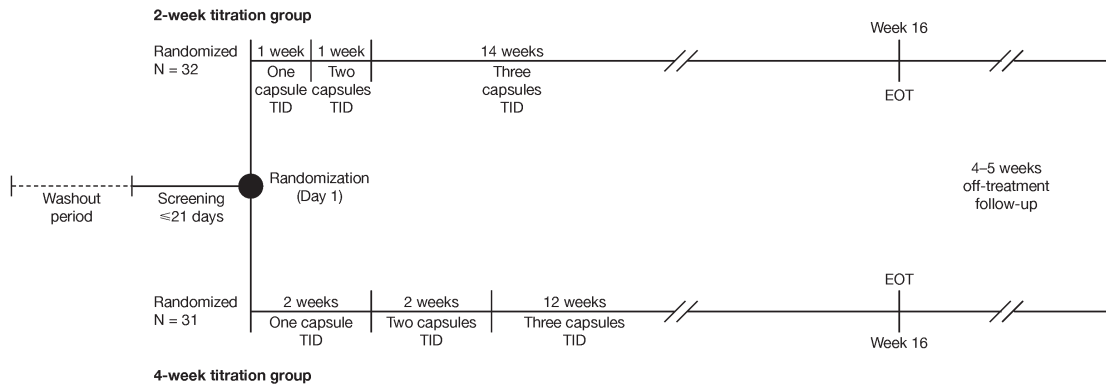 2-week titration group
Week 16
Randomized
N = 32
1 week
1 week
14 weeks
One
capsule
TID
Two
capsules
TID
Three
capsules
TID
EOT
Washout
period
Screening
≤21 days
Randomization
(Day 1)
4–5 weeks
off-treatment
follow-up
EOT
Randomized
N = 31
2 weeks
2 weeks
12 weeks
One capsule
TID
Two capsules
TID
Three capsules
TID
Week 16
4-week titration group